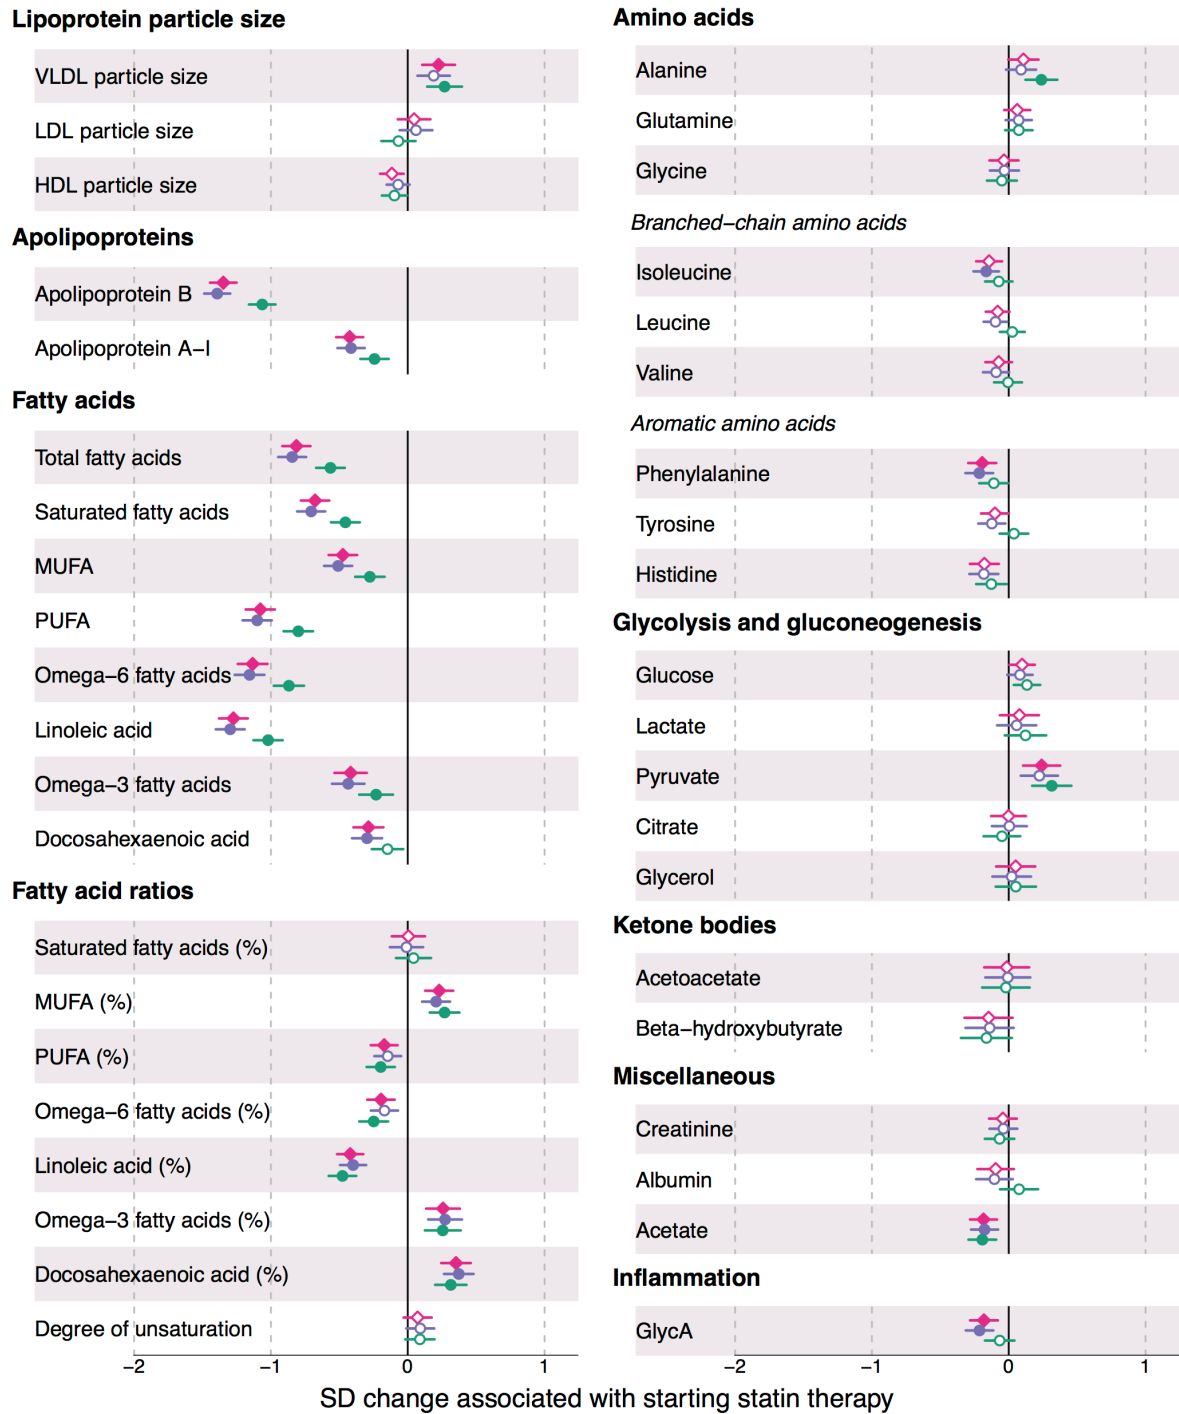 Lipoprotein particle size
VLDL particle size
LDL particle size
HDL particle size
Apolipoproteins
Apolipoprotein B
Apolipoprotein A−I
Fatty acids
Total fatty acids
Saturated fatty acids
MUFA
PUFA
Omega−6 fatty acids
Linoleic acid
Omega−3 fatty acids
Docosahexaenoic acid
Fatty acid ratios
Saturated fatty acids (%)
MUFA (%)
PUFA (%)
Omega−6 fatty acids (%)
Linoleic acid (%)
Omega−3 fatty acids (%)
Docosahexaenoic acid (%)
Degree of unsaturation
−2 −1 0 1
Amino acids
Alanine
Glutamine
Glycine
Branched−chain amino acids
Isoleucine
Leucine
Valine
Aromatic amino acids
Phenylalanine
Tyrosine
Histidine
Glycolysis and gluconeogenesis
Glucose
Lactate
Pyruvate
Citrate
Glycerol
Ketone bodies
Acetoacetate
Beta−hydroxybutyrate
Miscellaneous
Creatinine
Albumin
Acetate
Inflammation
GlycA
−2 −1 0 1
SD change associated with starting statin therapy